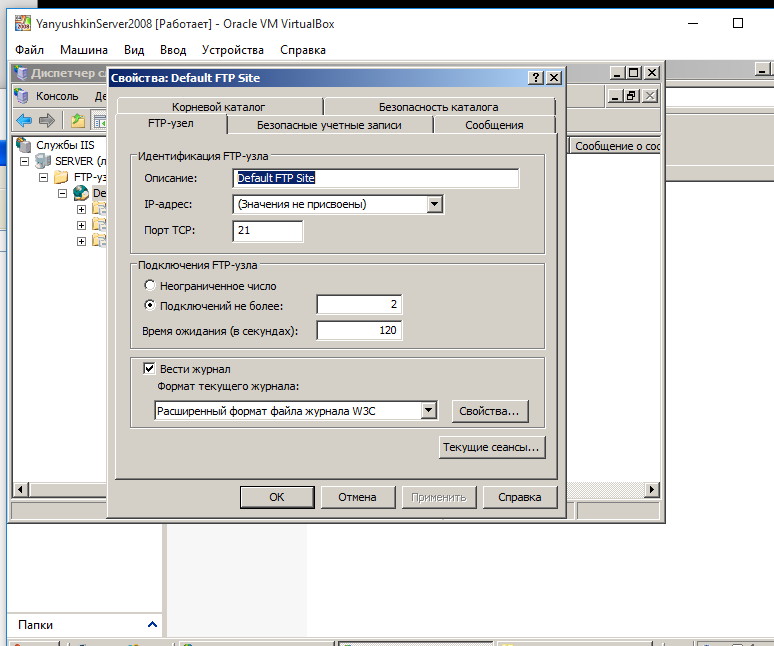 YanyushkinServer2008 [Работает] - Oracle VM VirtualBox
Файл Машина Вид Ввод Устройства Справка
Диспетчер
Консоль
Службы IIS
SERVER
Сообщение о
Свойства: Default FTP Site
Корневой каталог Безопасность каталога
FTP-узел Безопасные учетные записи Сообщения
Идентификация FTP-узла
Описание: Default FTP Site
IP-адрес: (Значения не присвоены)
Порт TCP: 21
Подключения FTP-узла
Неограниченное число
Подключений не более: 2
Время ожидания (в секундах): 120
Вести журнал
Формат текущего журнала:
Расширенный формат файла журнала W3C Свойства...
Текущие сеансы...
ОК Отмена Применить Справка
Папки